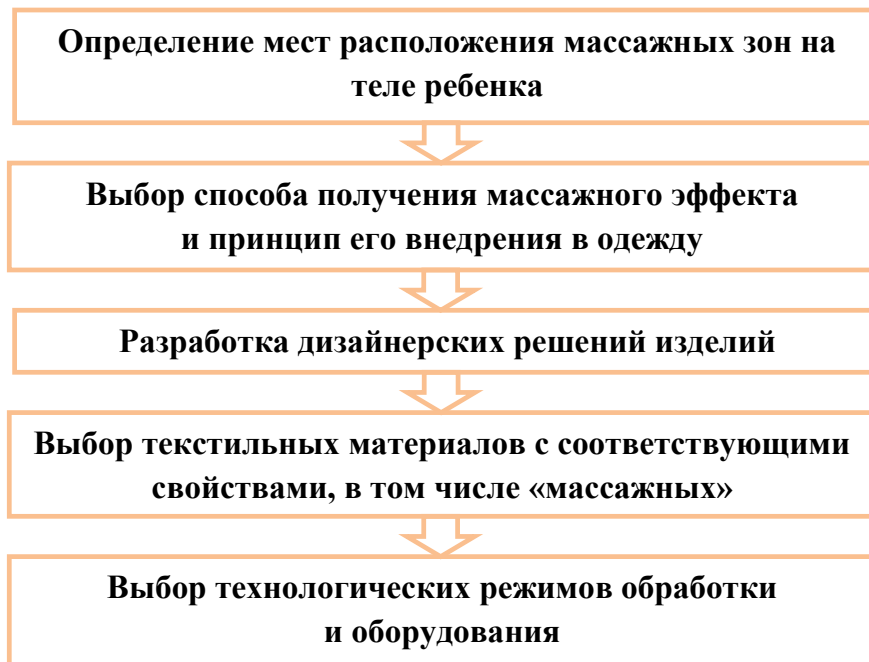 Определение мест расположения массажных зон на
теле ребенка
Выбор способа получения массажного эффекта
и принцип его внедрения в одежду
Разработка дизайнерских решений изделий
Выбор текстильных материалов с соответствующими
свойствами, в том числе «массажных»
Выбор технологических режимов обработки
и оборудования